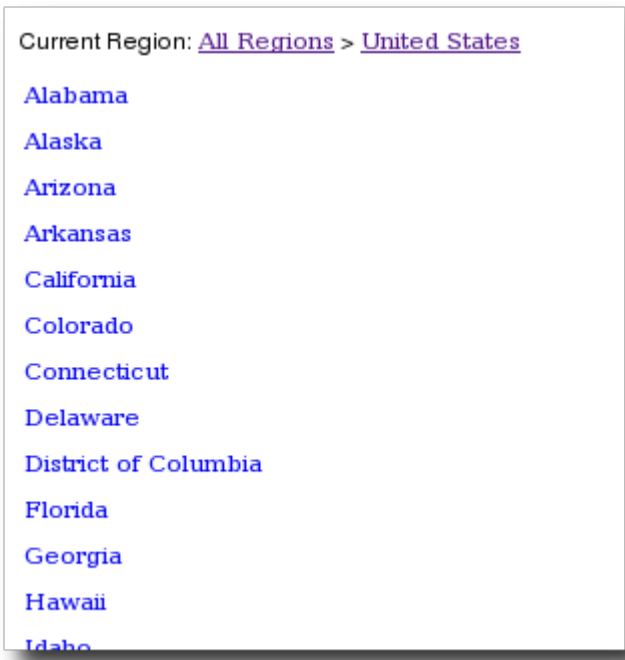 Current Region: All Regions > United States
Alabama
Alaska
Arizona
Arkansas
California
Colorado
Connecticut
Delaware
District of Columbia
Florida
Georgia
Hawaii
Idaho